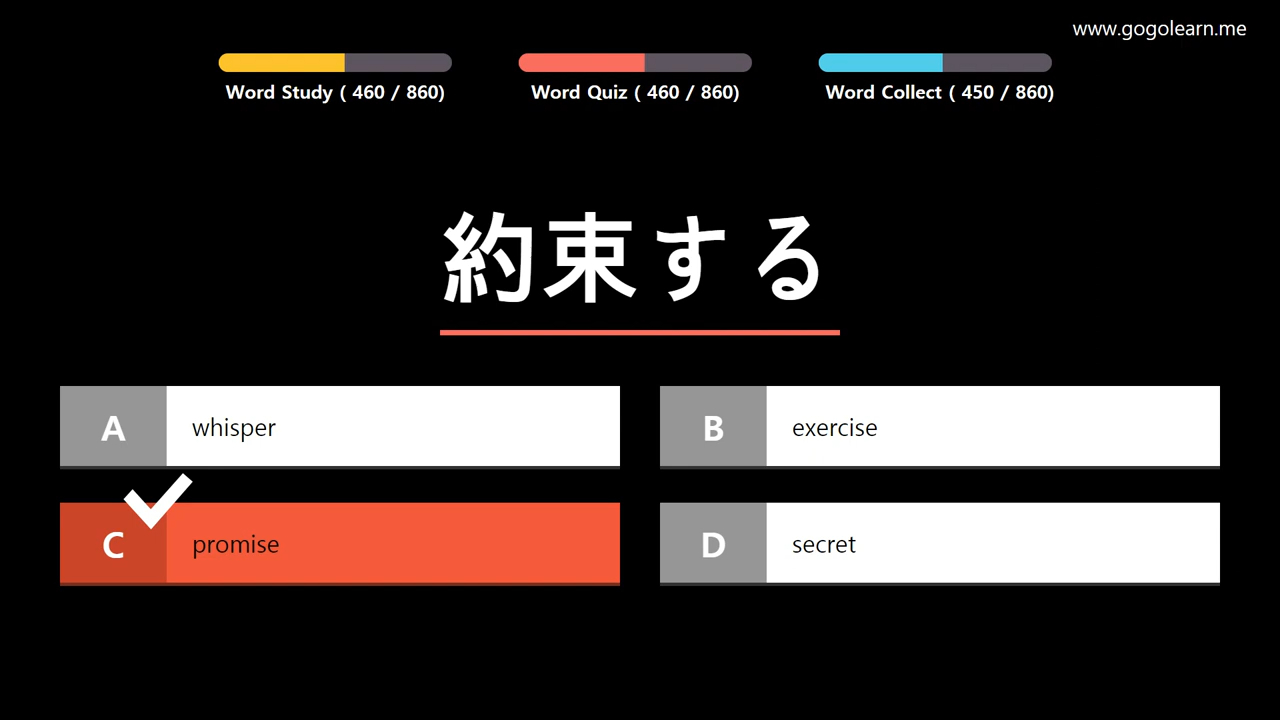 www.gogolearn.me
Word Study ( 460 / 860)
Word Quiz ( 460 / 860)
Word Collect ( 450 / 860)
約束する
A whisper
B exercise
C promise
D secret